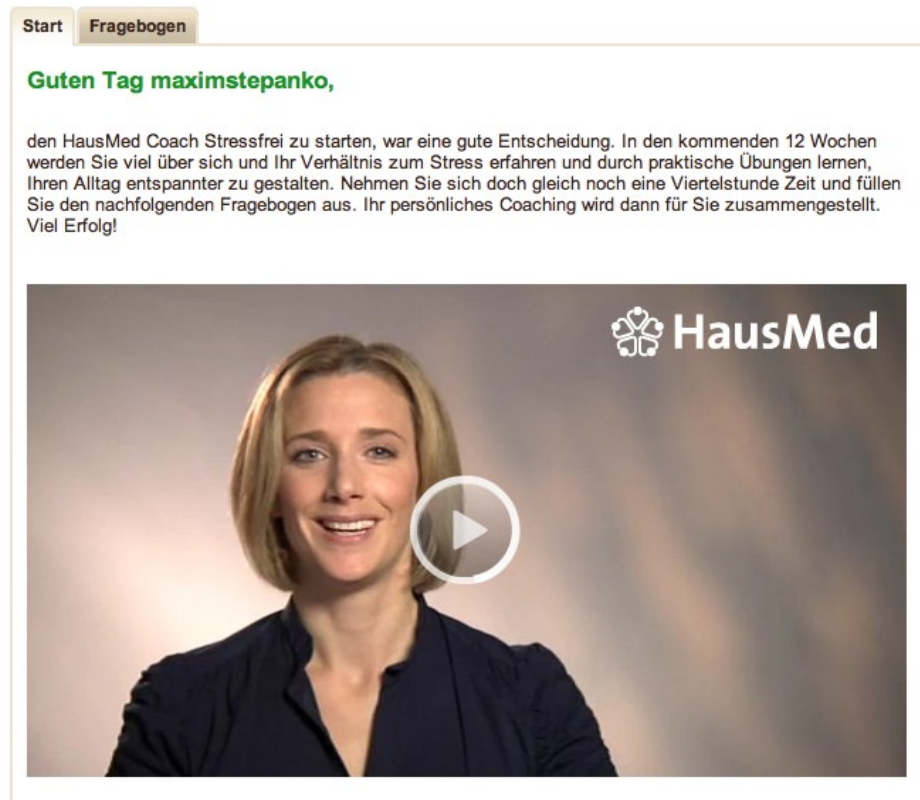 Start Fragebogen
Guten Tag maximstepanko,
den HausMed Coach Stressfrei zu starten, war eine gute Entscheidung. In den kommenden 12 Wochen
werden Sie viel über sich und Ihr Verhältnis zum Stress erfahren und durch praktische Übungen lernen,
Ihren Alltag entspannter zu gestalten. Nehmen Sie sich doch gleich noch eine Viertelstunde Zeit und füllen
Sie den nachfolgenden Fragebogen aus. Ihr persönliches Coaching wird dann für Sie zusammengestellt.
Viel Erfolg!
HausMed